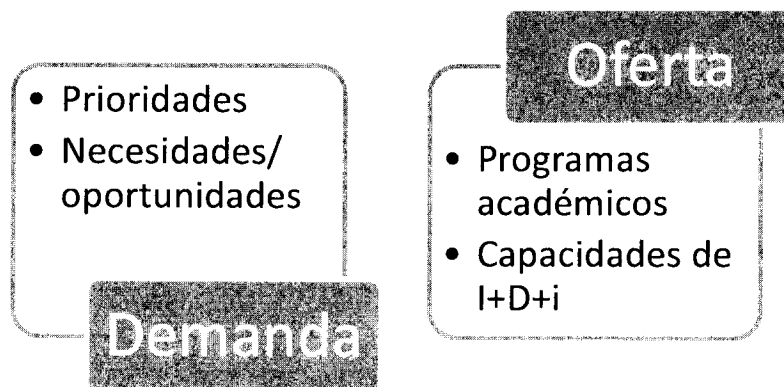 • Prioridades
• Necesidades/
oportunidades
Demanda
Oferta
• Programas
académicos
• Capacidades de
I+D+i